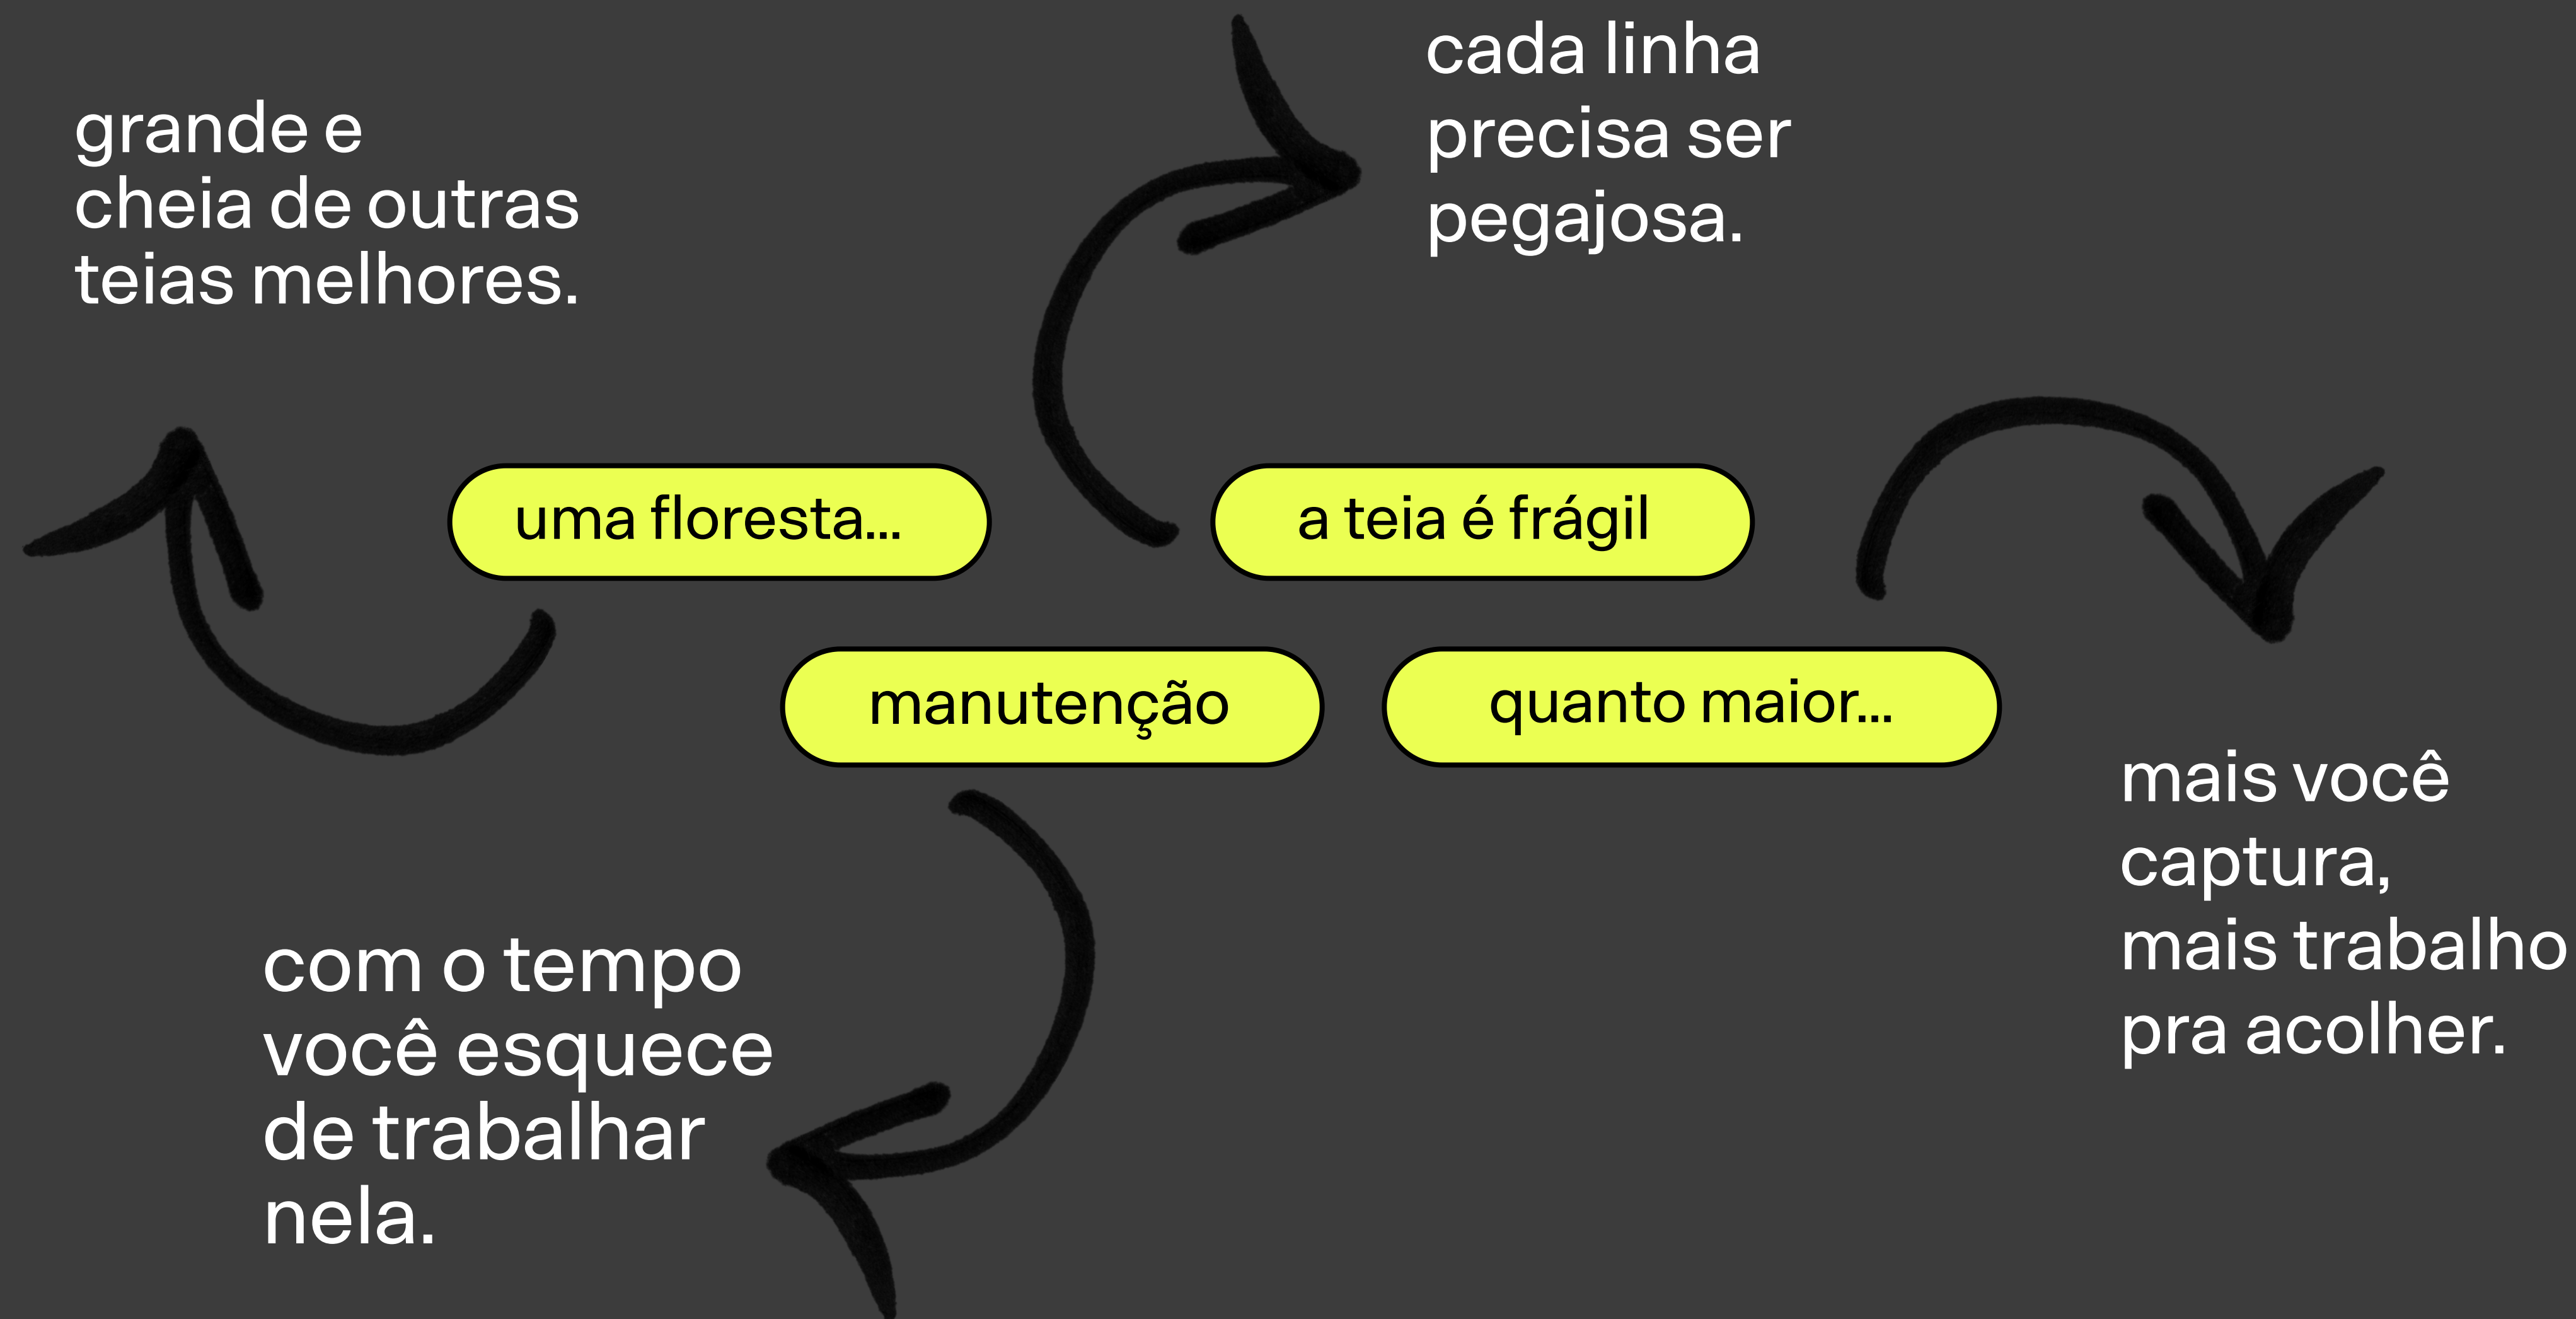 grande e
cheia de outras
teias melhores.
cada linha
precisa ser
pegajosa.
uma floresta...
a teia é frágil
manutenção
quanto maior...
mais você
captura,
mais trabalho
pra acolher.
com o tempo
você esquece
de trabalhar
nela.